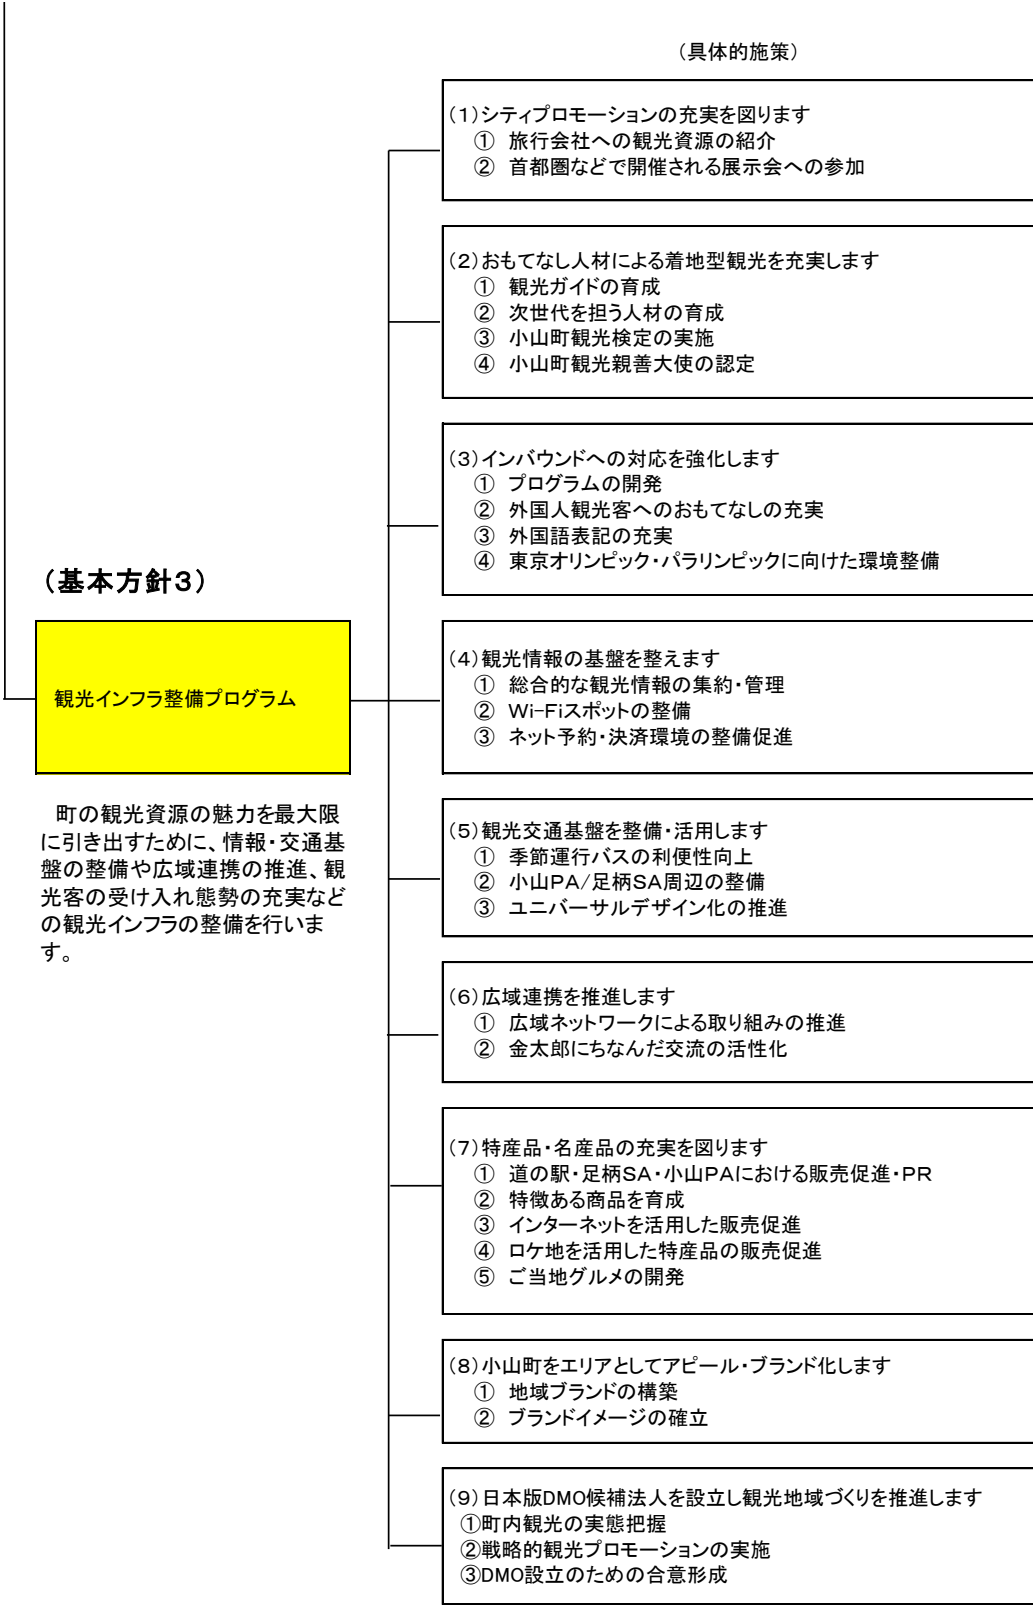 （具体的施策）
（１）シティプロモーションの充実を図ります
① 旅行会社への観光資源の紹介
② 首都圏などで開催される展示会への参加
（２）おもてなし人材による着地型観光を充実します
① 観光ガイドの育成
② 次世代を担う人材の育成
③ 小山町観光検定の実施
④ 小山町観光親善大使の認定
（３）インバウンドへの対応を強化します
① プログラムの開発
② 外国人観光客へのおもてなしの充実
③ 外国語表記の充実
④ 東京オリンピック・パラリンピックに向けた環境整備
（基本方針３）
観光インフラ整備プログラム
町の観光資源の魅力を最大限
に引き出すために、情報・交通基
盤の整備や広域連携の推進、観
光客の受け入れ態勢の充実など
の観光インフラの整備を行いま
す。
（４）観光情報の基盤を整えます
① 総合的な観光情報の集約・管理
② Ｗｉ－Ｆｉスポットの整備
③ ネット予約・決済環境の整備促進
（５）観光交通基盤を整備・活用します
① 季節運行バスの利便性向上
② 小山ＰＡ/足柄ＳＡ周辺の整備
③ ユニバーサルデザイン化の推進
（６）広域連携を推進します
① 広域ネットワークによる取り組みの推進
② 金太郎にちなんだ交流の活性化
（７）特産品・名産品の充実を図ります
① 道の駅・足柄ＳＡ・小山ＰＡにおける販売促進・ＰＲ
② 特徴ある商品を育成
③ インターネットを活用した販売促進
④ ロケ地を活用した特産品の販売促進
⑤ ご当地グルメの開発
（８）小山町をエリアとしてアピール・ブランド化します
① 地域ブランドの構築
② ブランドイメージの確立
（９）日本版DMO候補法人を設立し観光地域づくりを推進します
①町内観光の実態把握
②戦略的観光プロモーションの実施
③DMO設立のための合意形成